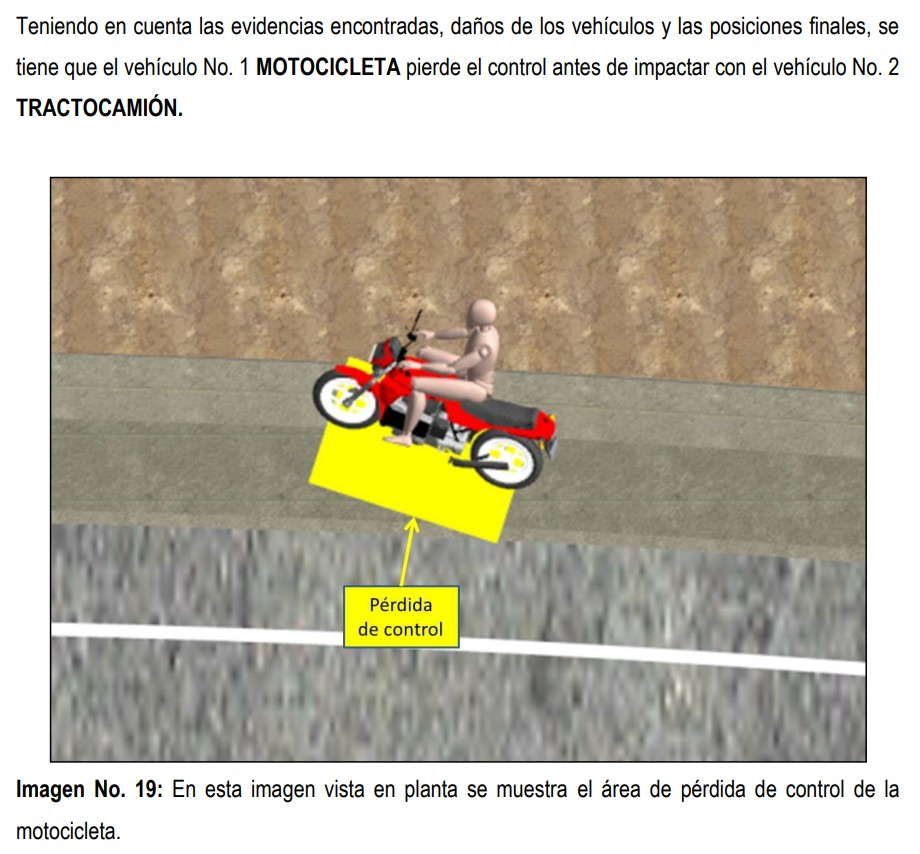 Teniendo en cuenta las evidencias encontradas, daños de los vehículos y las posiciones finales, se
tiene que el vehículo No. 1 MOTOCICLETA pierde el control antes de impactar con el vehículo No. 2
TRACTOCAMIÓN.
Pérdida
de control
Imagen No. 19: En esta imagen vista en planta se muestra el área de pérdida de control de la
motocicleta.